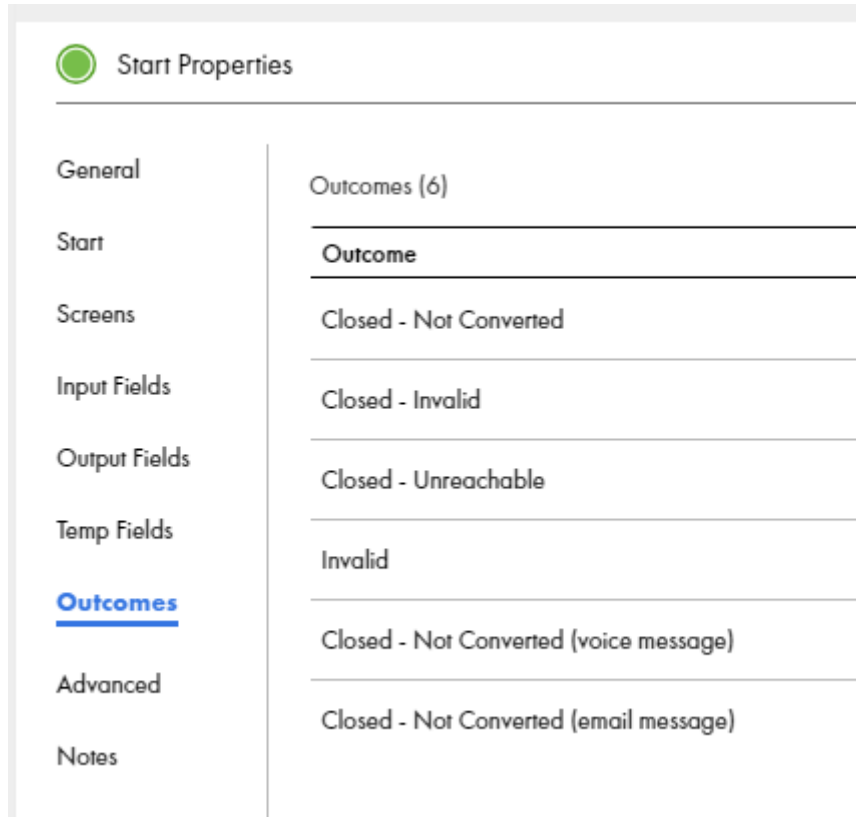 Start Properties
General
Start
Screens
Input Fields
Output Fields
Temp Fields
Outcomes
Advanced
Notes
Outcomes (6)
Outcome
Closed - Not Converted
Closed - Invalid
Closed - Unreachable
Invalid
Closed - Not Converted (voice message)
Closed - Not Converted (email message)